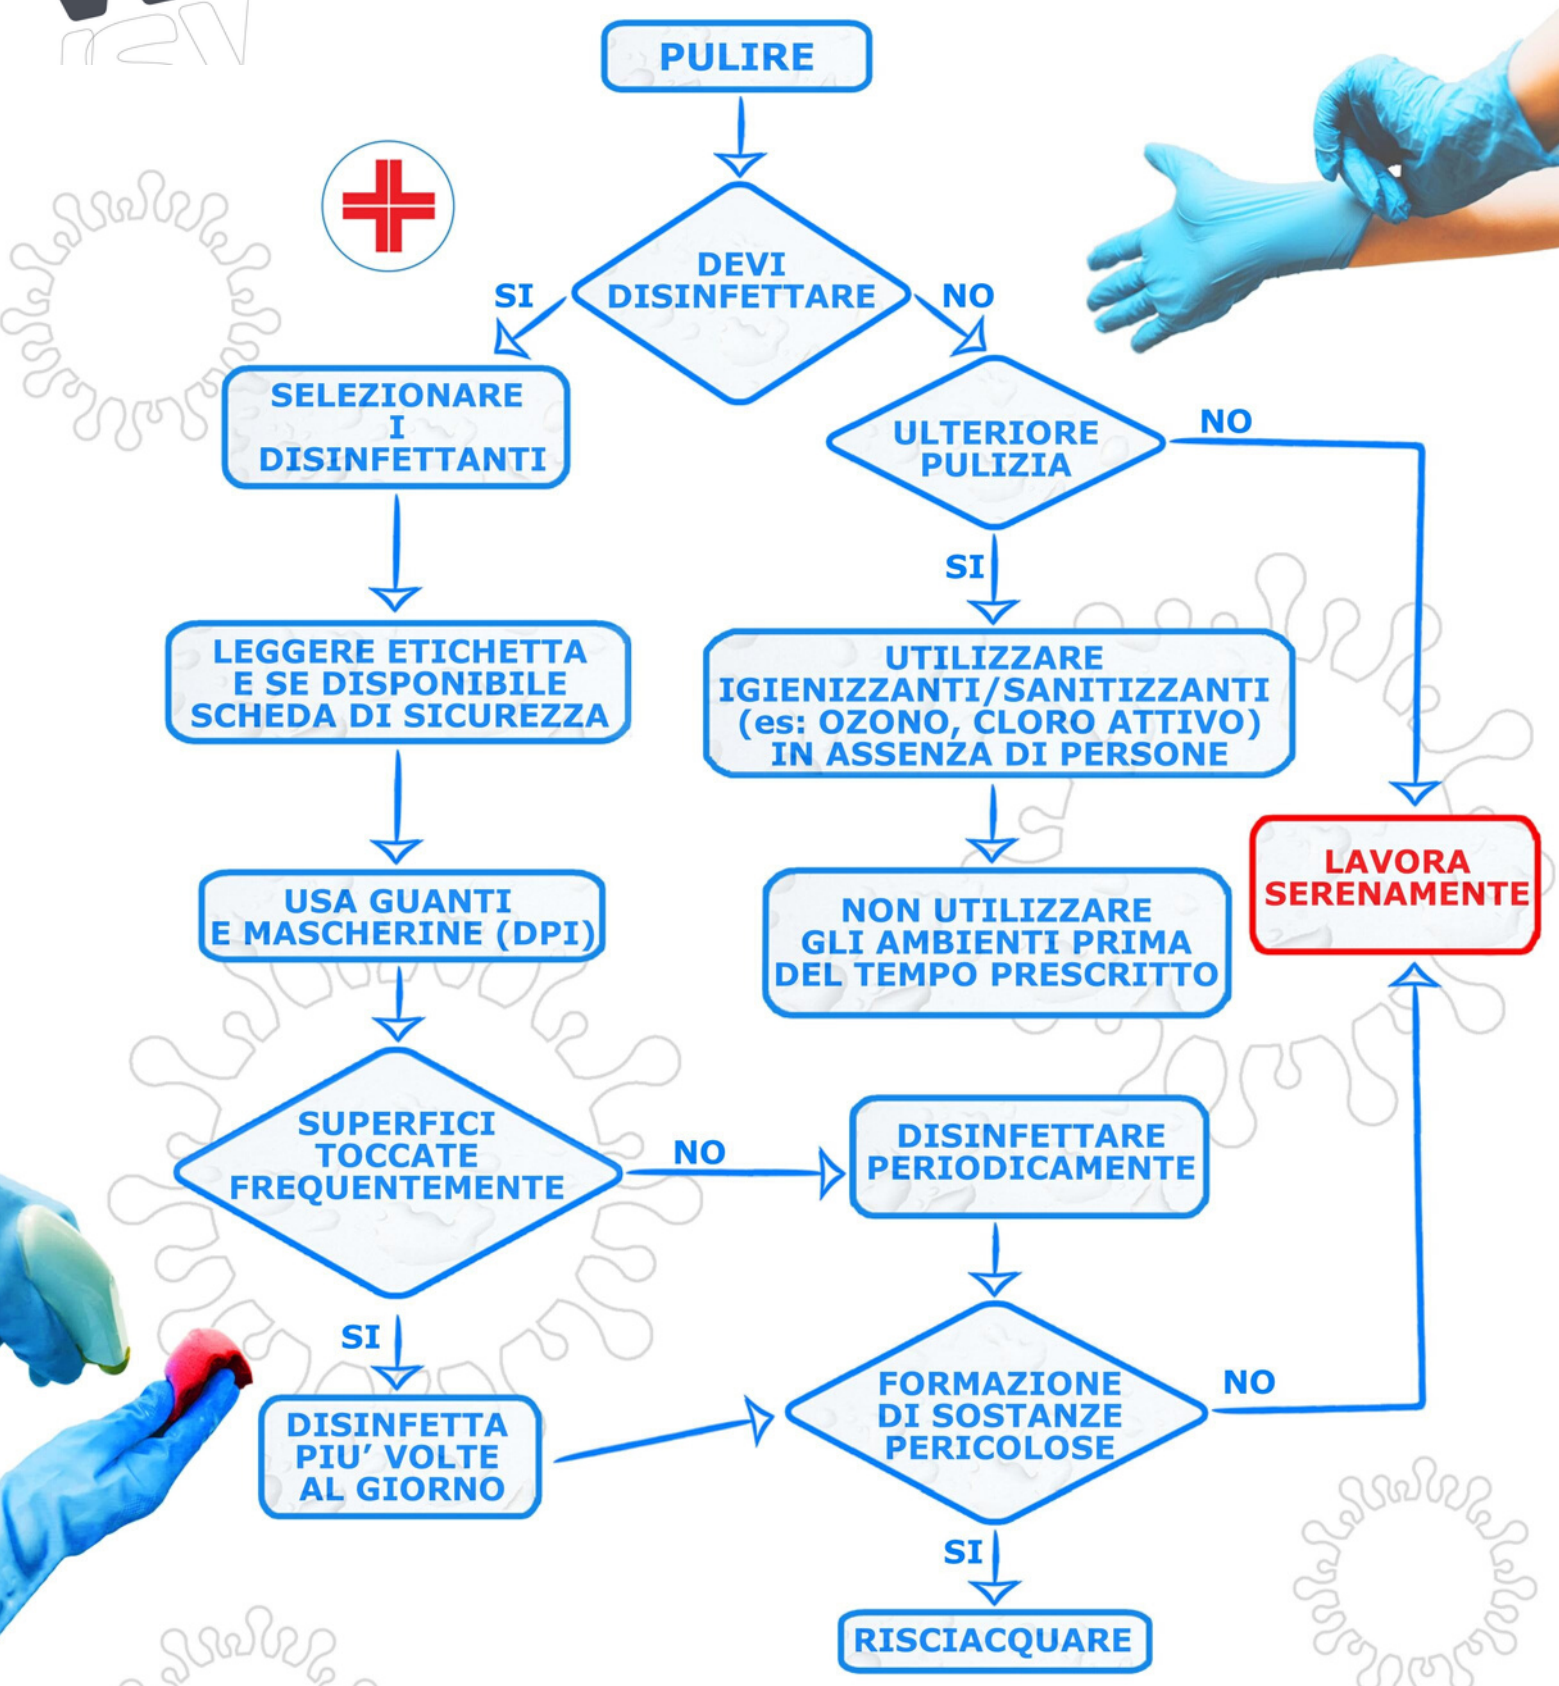 PULIRE
DEVI
DISINFETTARE
SI
NO
SELEZIONARE
I
DISINFETTANTI
ULTERIORE
PULIZIA
NO
SI
LEGGERE ETICHETTA
E SE DISPONIBILE
SCHEDA DI SICUREZZA
UTILIZZARE
IGIENIZZANTI/SANITIZZANTI
(es: OZONO, CLORO ATTIVO)
IN ASSENZA DI PERSONE
USA GUANTI
E MASCHERINE (DPI)
NON UTILIZZARE
GLI AMBIENTI PRIMA
DEL TEMPO PRESCRITTO
LAVORA
SERENAMENTE
SUPERFICI
TOCCATE
FREQUENTEMENTE
NO
DISINFETTARE
PERIODICAMENTE
SI
DISINFETTA
PIU' VOLTE
AL GIORNO
FORMAZIONE
DI SOSTANZE
PERICOLOSE
NO
SI
RISCIACQUARE